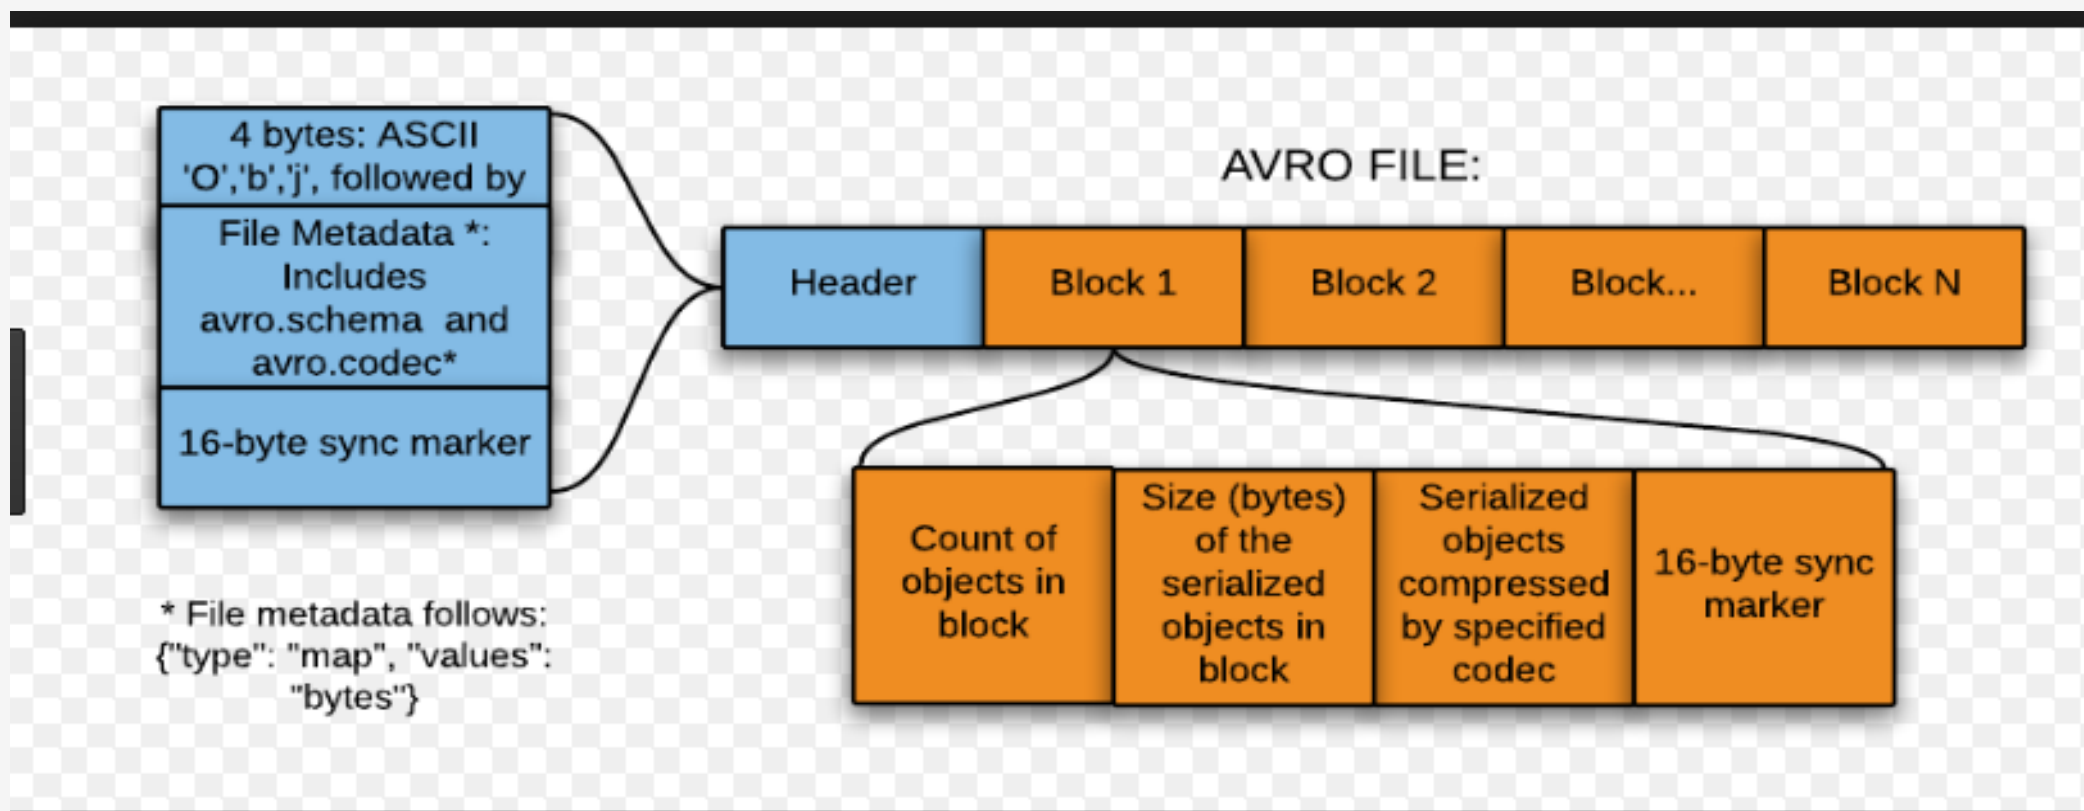 4 bytes: ASCII
'O','b','j', followed by
File Metadata *:
Includes
avro.schema  and
avro.codec*
16-byte sync marker
* File metadata follows:
{"type": "map", "values":
"bytes"}
AVRO FILE:
Header
Block 1
Block 2
Block...
Block N
Count of
objects in
block
Size (bytes)
of the
serialized
objects in
block
Serialized
objects
compressed
by specified
codec
16-byte sync
marker